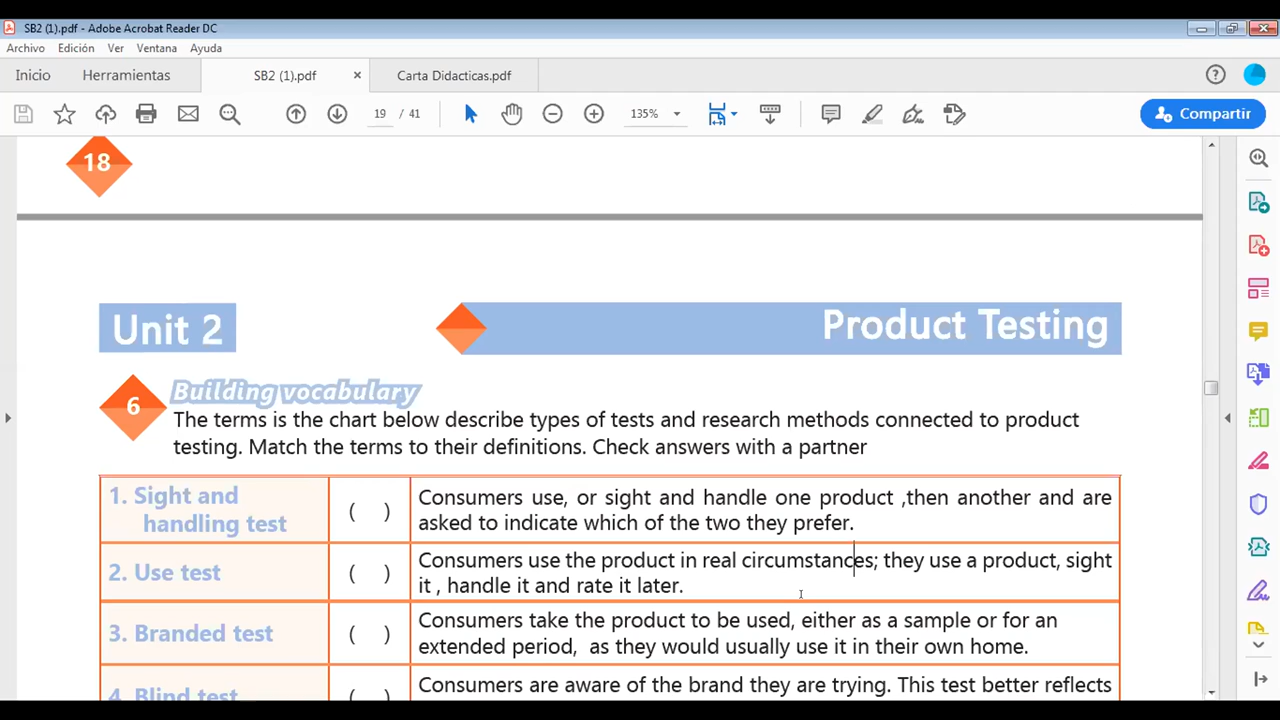 SB2 (1).pdf - Adobe Acrobat Reader DC
Archivo Edición Ver Ventana Ayuda
Inicio Herramientas SB2 (1).pdf × Carta Didacticas.pdf
19 / 41 135% Compartir
18
Unit 2 Product Testing
6 Building vocabulary
The terms is the chart below describe types of tests and research methods connected to product
testing. Match the terms to their definitions. Check answers with a partner
1. Sight and
handling test
( )
Consumers use, or sight and handle one product ,then another and are
asked to indicate which of the two they prefer.
2. Use test
( )
Consumers use the product in real circumstances; they use a product, sight
it , handle it and rate it later.
3. Branded test
( )
Consumers take the product to be used, either as a sample or for an
extended period, as they would usually use it in their own home.
4. Blind test
( )
Consumers are aware of the brand they are trying. This test better reflects